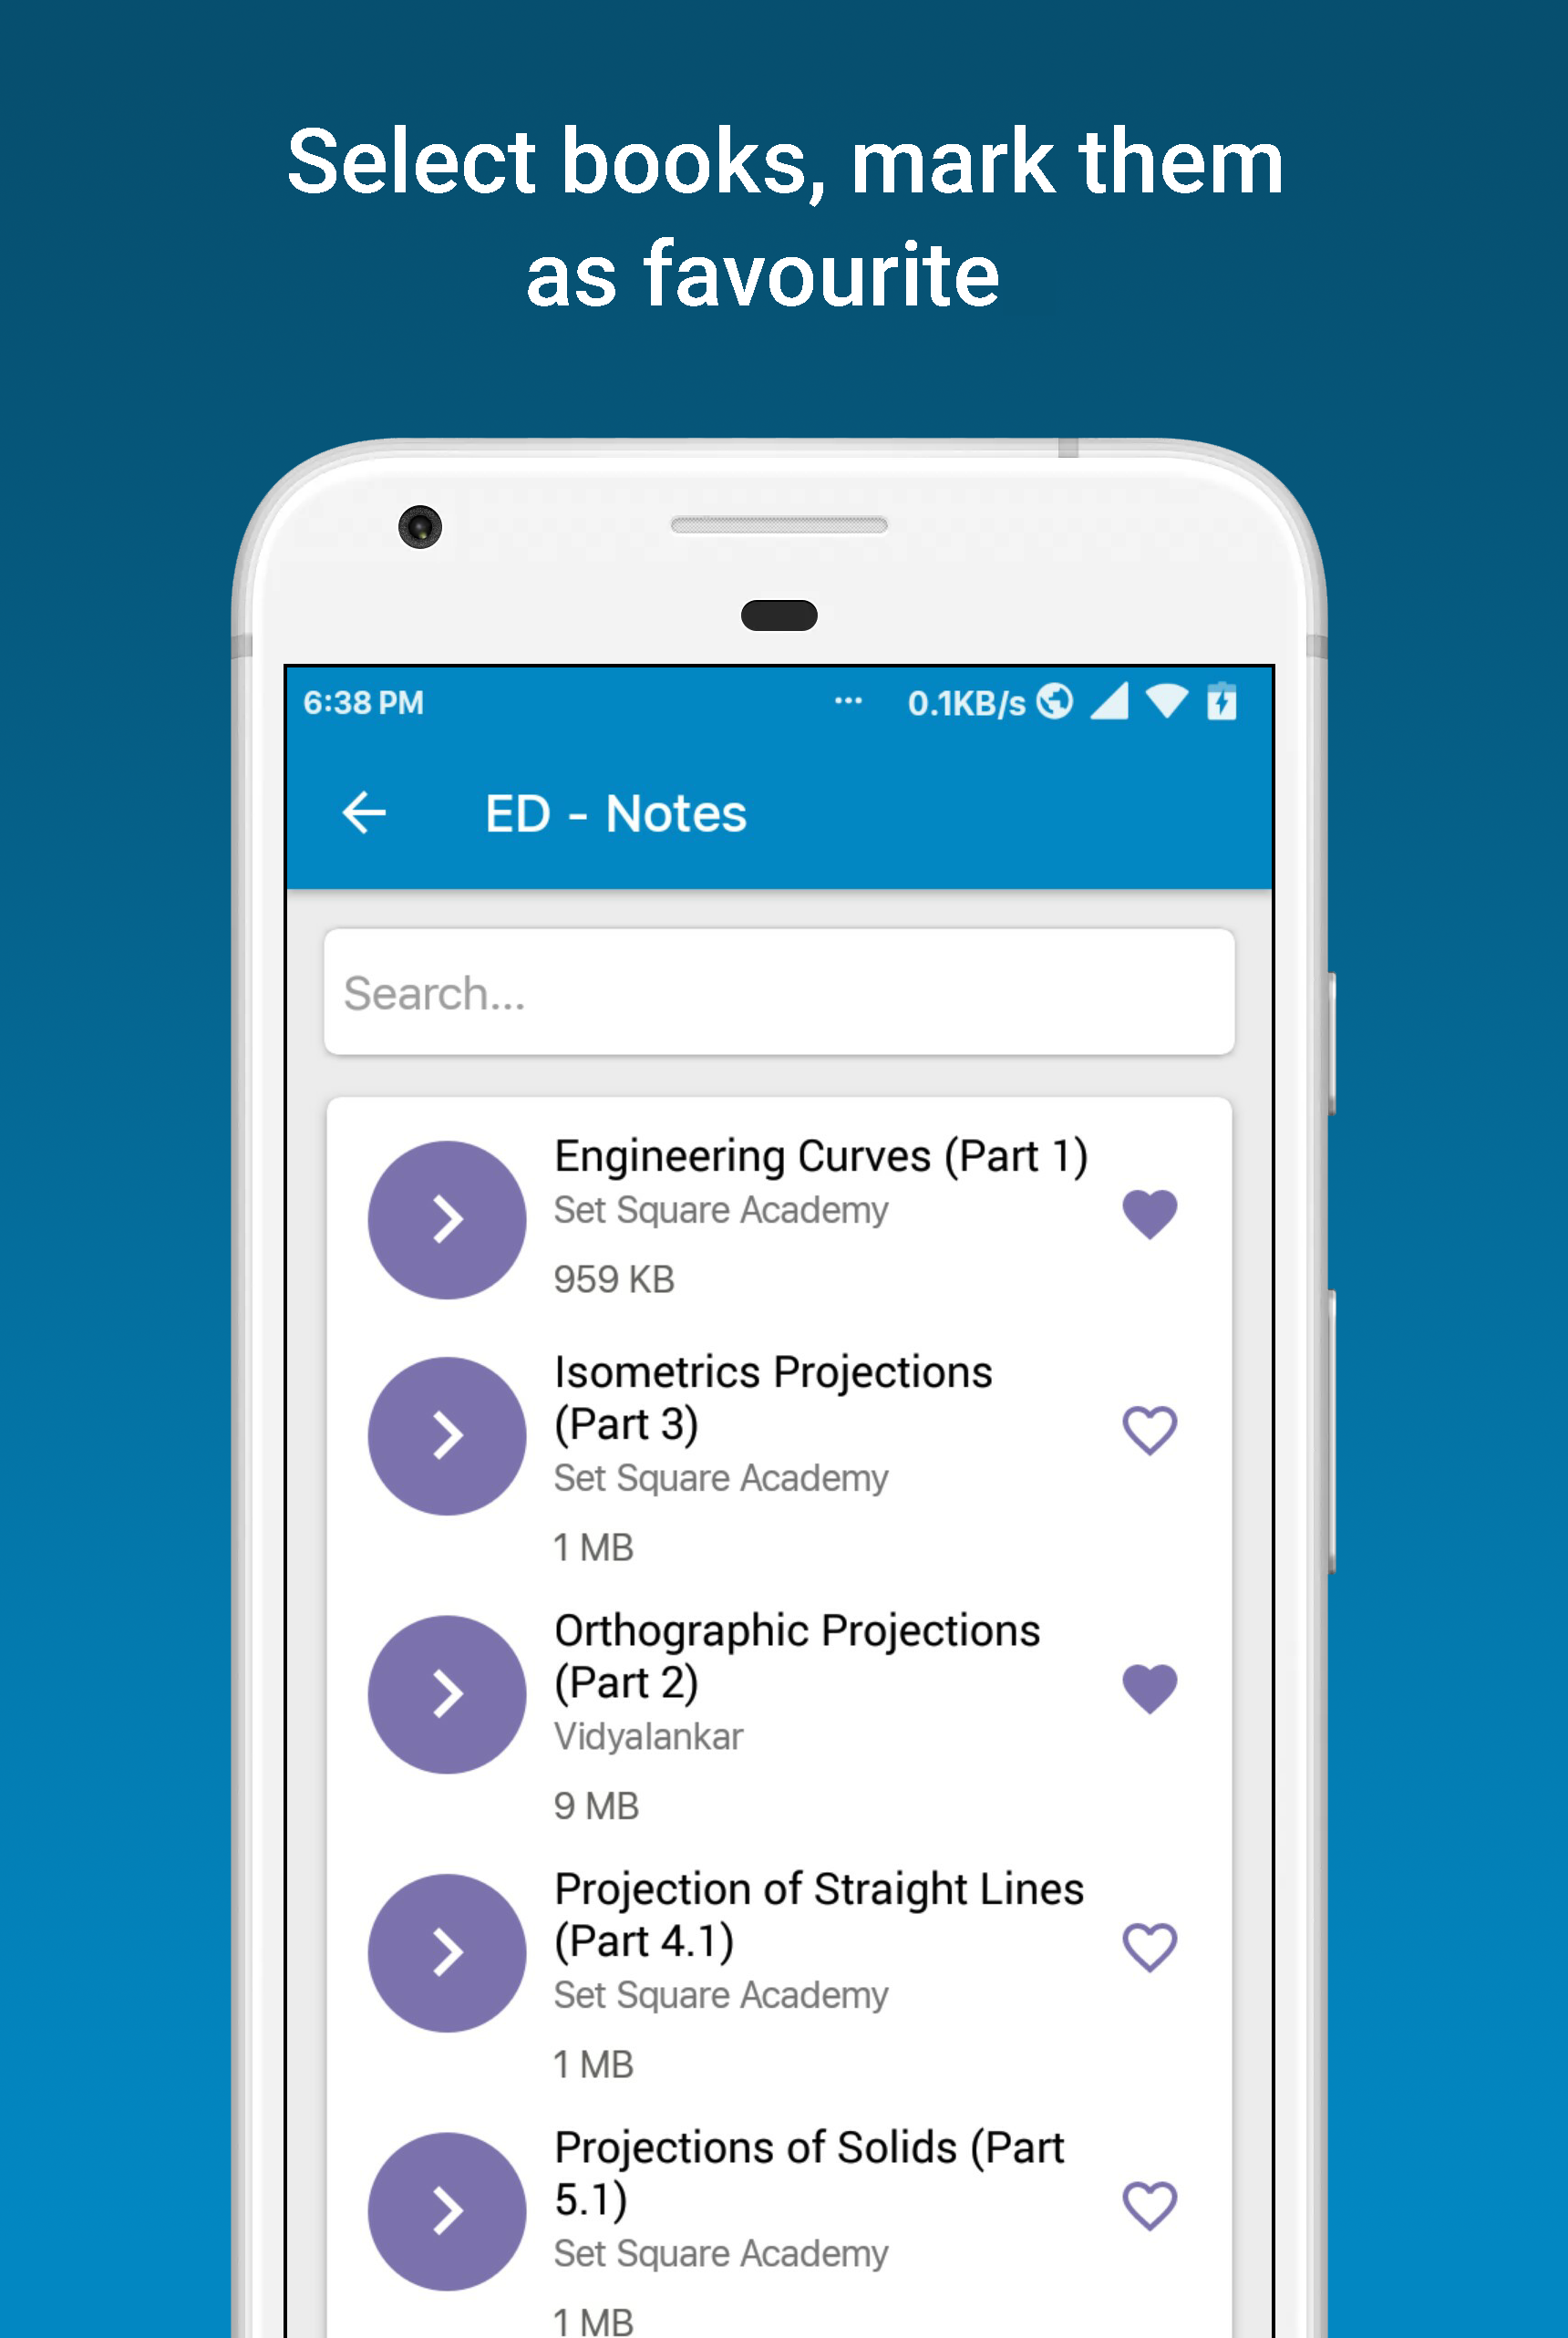 Select books, mark them
as favourite
6:38 PM ... 0.1KB/s
ED - Notes
Search...
Engineering Curves (Part 1)
Set Square Academy
959 KB
Isometrics Projections
(Part 3)
Set Square Academy
1 MB
Orthographic Projections
(Part 2)
Vidyalankar
9 MB
Projection of Straight Lines
(Part 4.1)
Set Square Academy
1 MB
Projections of Solids (Part
5.1)
Set Square Academy
1 MB